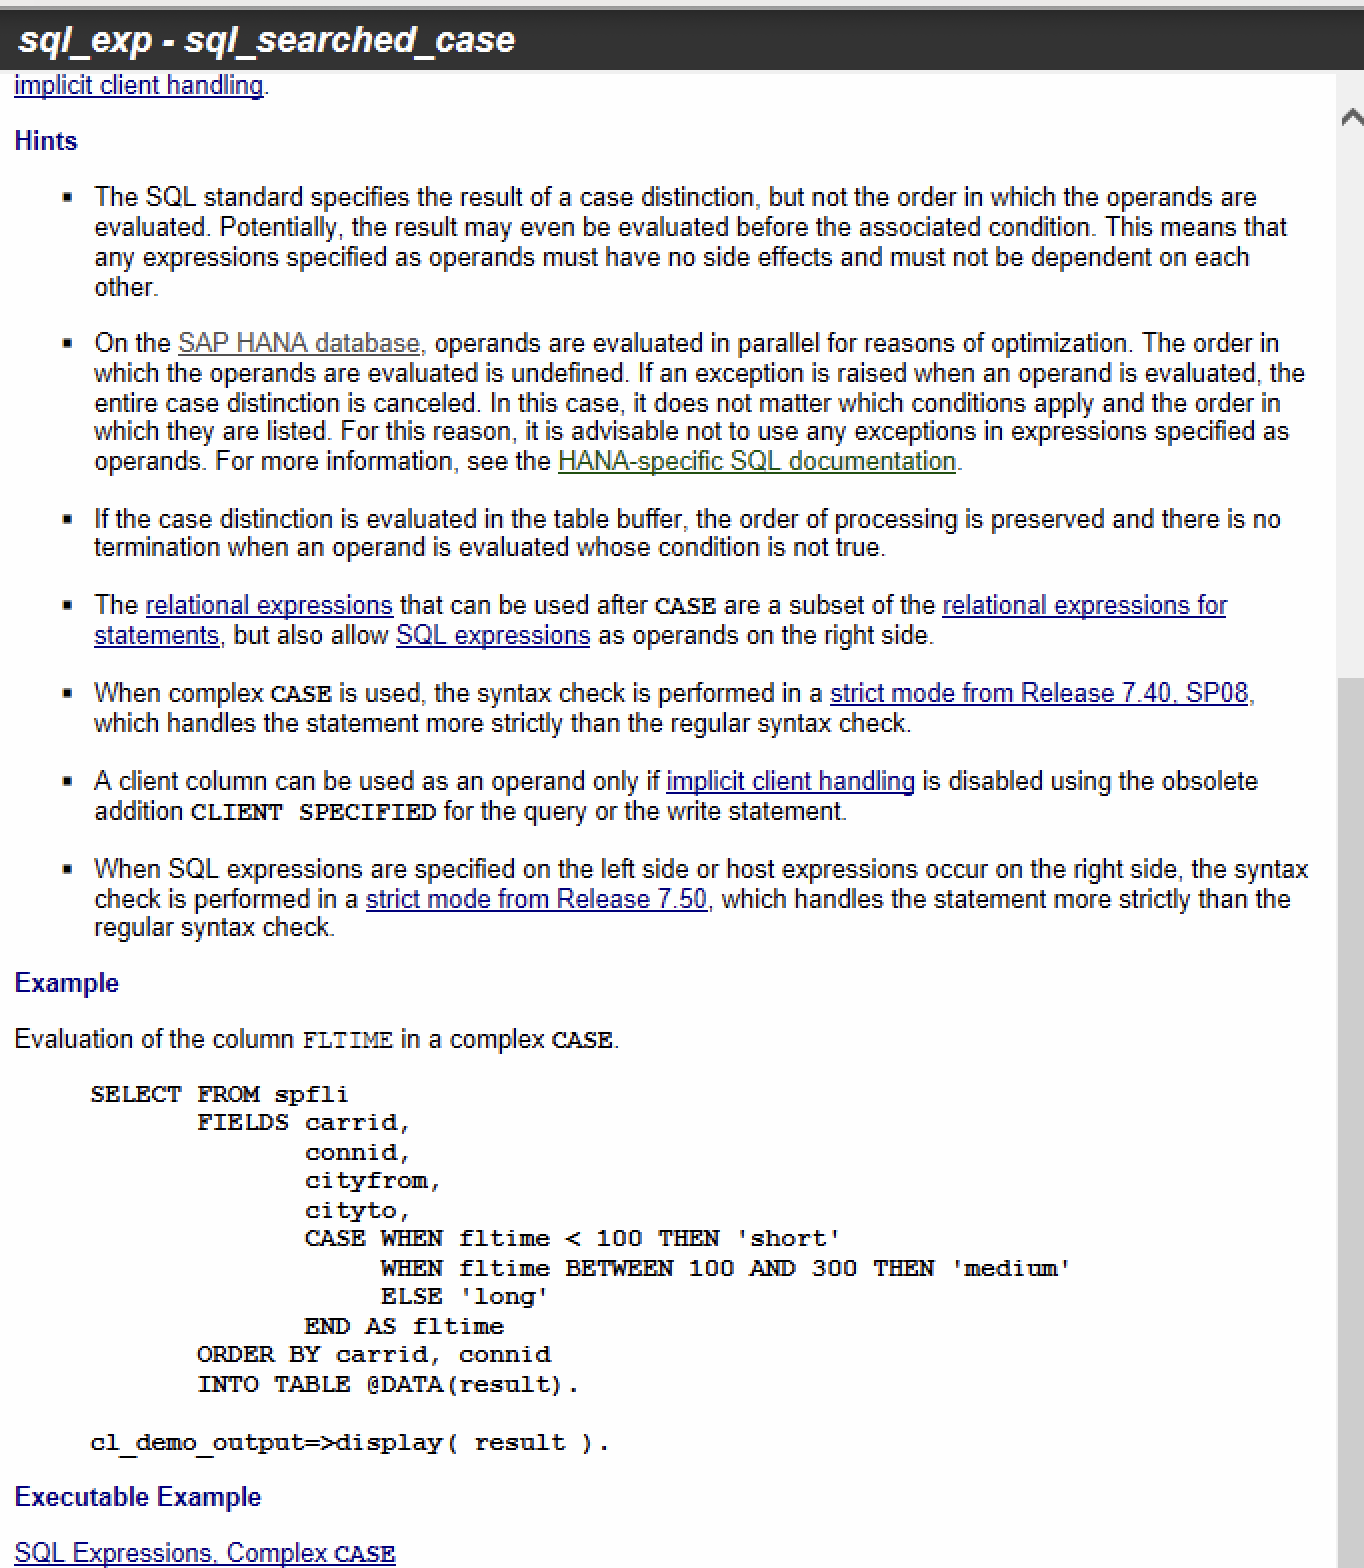 sql_exp - sql_searched_case
implicit client handling.
Hints
▪ The SQL standard specifies the result of a case distinction, but not the order in which the operands are
evaluated. Potentially, the result may even be evaluated before the associated condition. This means that
any expressions specified as operands must have no side effects and must not be dependent on each
other.
▪ On the SAP HANA database, operands are evaluated in parallel for reasons of optimization. The order in
which the operands are evaluated is undefined. If an exception is raised when an operand is evaluated, the
entire case distinction is canceled. In this case, it does not matter which conditions apply and the order in
which they are listed. For this reason, it is advisable not to use any exceptions in expressions specified as
operands. For more information, see the HANA-specific SQL documentation.
▪ If the case distinction is evaluated in the table buffer, the order of processing is preserved and there is no
termination when an operand is evaluated whose condition is not true.
▪ The relational expressions that can be used after CASE are a subset of the relational expressions for
statements, but also allow SQL expressions as operands on the right side.
▪ When complex CASE is used, the syntax check is performed in a strict mode from Release 7.40, SP08,
which handles the statement more strictly than the regular syntax check.
▪ A client column can be used as an operand only if implicit client handling is disabled using the obsolete
addition CLIENT SPECIFIED for the query or the write statement.
▪ When SQL expressions are specified on the left side or host expressions occur on the right side, the syntax
check is performed in a strict mode from Release 7.50, which handles the statement more strictly than the
regular syntax check.
Example
Evaluation of the column FLTIME in a complex CASE.
SELECT FROM spfli
FIELDS carrid,
connid,
cityfrom,
cityto,
CASE WHEN fltime < 100 THEN 'short'
WHEN fltime BETWEEN 100 AND 300 THEN 'medium'
ELSE 'long'
END AS fltime
ORDER BY carrid, connid
INTO TABLE @DATA(result).
cl_demo_output=>display( result ).
Executable Example
SQL Expressions, Complex CASE